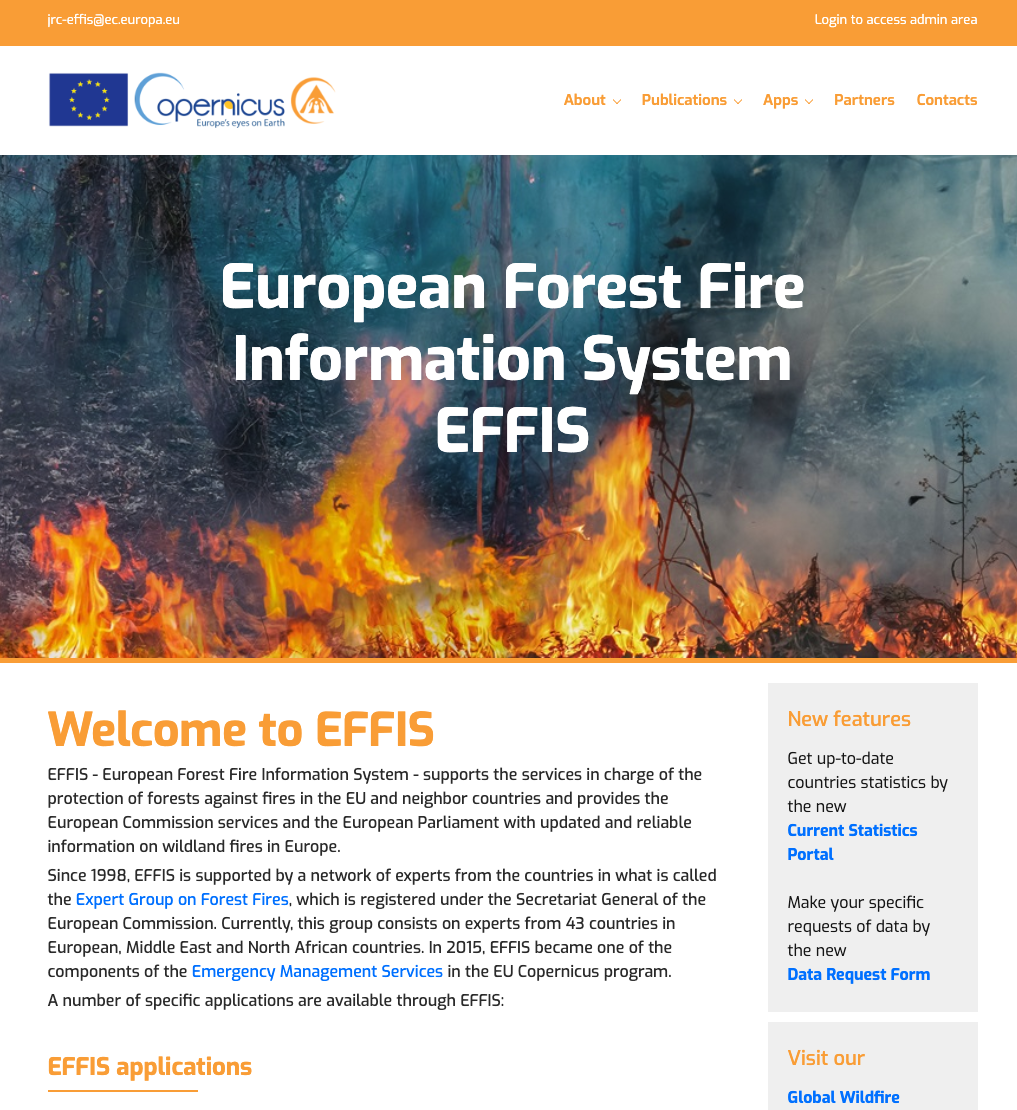 jrc-effis@ec.europa.eu
Login to access admin area
opernicus
Europe's eyes on Earth
About
Publications
Apps
Partners
Contacts
European Forest Fire
Information System
EFFIS
Welcome to EFFIS
EFFIS - European Forest Fire Information System - supports the services in charge of the
protection of forests against fires in the EU and neighbor countries and provides the
European Commission services and the European Parliament with updated and reliable
information on wildland fires in Europe.
Since 1998, EFFIS is supported by a network of experts from the countries in what is called
the Expert Group on Forest Fires, which is registered under the Secretariat General of the
European Commission. Currently, this group consists on experts from 43 countries in
European, Middle East and North African countries. In 2015, EFFIS became one of the
components of the Emergency Management Services in the EU Copernicus program.
A number of specific applications are available through EFFIS:
EFFIS applications
New features
Get up-to-date
countries statistics by
the new
Current Statistics
Portal
Make your specific
requests of data by
the new
Data Request Form
Visit our
Global Wildfire